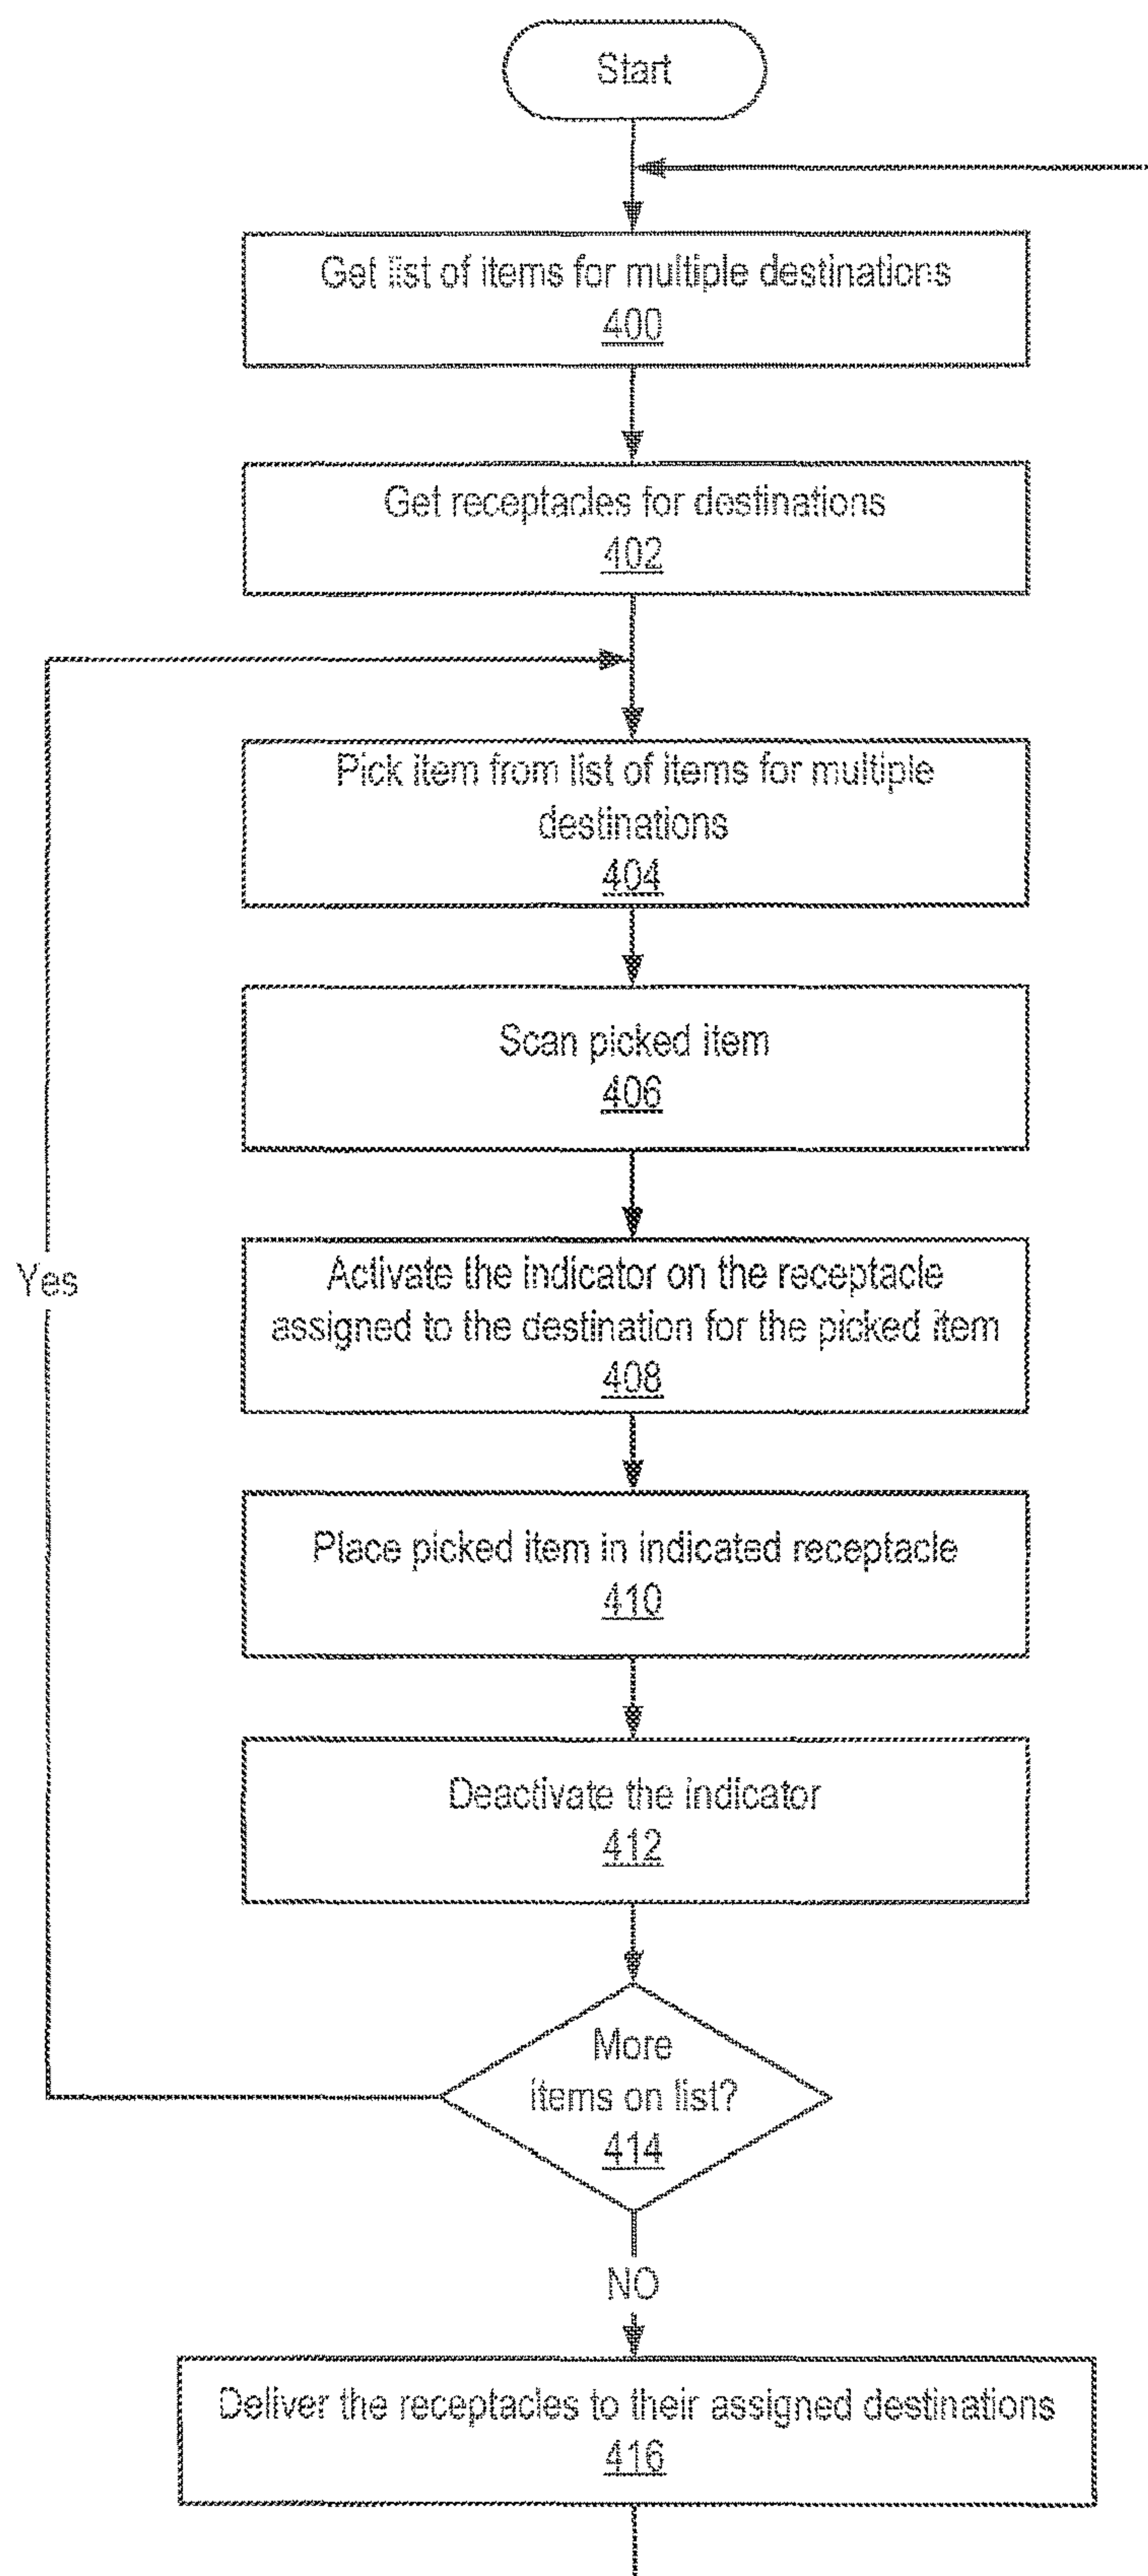 Start
Get list of items for multiple destinations
400
Get receptacles for destinations
402
Pick item from list of items for multiple
destinations
404
Scan picked item
406
Yes
Activate the indicator on the receptacle
assigned to the destination for the picked item
408
Place picked item in indicated receptacle
410
Deactivate the indicator
412
More
items on list?
414
NO
Deliver the receptacles to their assigned destinations
416